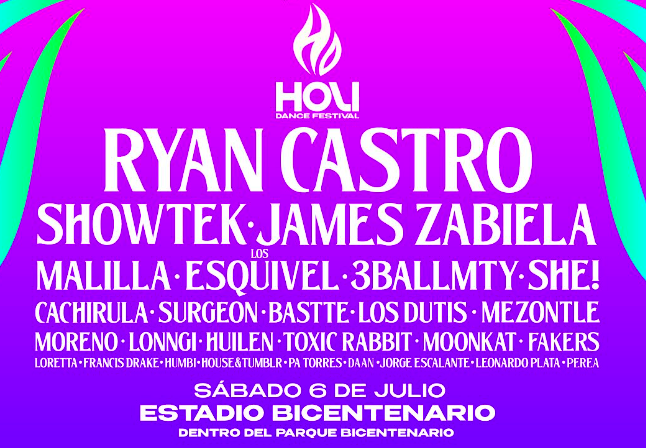 HOLI
DANCE FESTIVAL
RYAN CASTRO
SHOWTEK·JAMES ZABIELA
MALILLA·LOS ESQUIVEL·3BALLMTY·SHE!
CACHIRULA·SURGEON·BASTTE·LOS DUTIS·MEZONTLE
MORENO·LONNGI·HUILEN·TOXIC RABBIT·MOONKAT·FAKERS
LORETTA·FRANCIS DRAKE·HUMBI·HOUSE&TUMBLR·PA TORRES·DAAN·JORGE ESCALANTE·LEONARDO PLATA·PEREA
SÁBADO 6 DE JULIO
ESTADIO BICENTENARIO
DENTRO DEL PARQUE BICENTENARIO